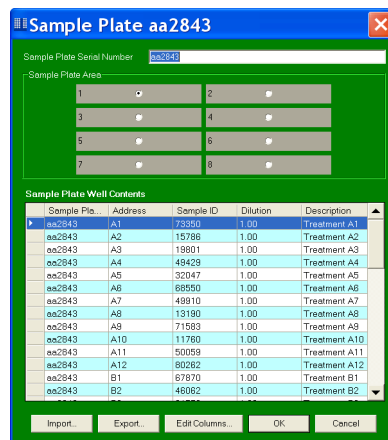 Sample Plate aa2843
Sample Plate Serial Number aa2843
Sample Plate Area
1 2
3 4
5 6
7 8
Sample Plate Well Contents
Sample Pla... Address Sample ID Dilution Description
aa2843 A1 73350 1.00 Treatment A1
aa2843 A2 15786 1.00 Treatment A2
aa2843 A3 19801 1.00 Treatment A3
aa2843 A4 49429 1.00 Treatment A4
aa2843 A5 32047 1.00 Treatment A5
aa2843 A6 68550 1.00 Treatment A6
aa2843 A7 49910 1.00 Treatment A7
aa2843 A8 13190 1.00 Treatment A8
aa2843 A9 71583 1.00 Treatment A9
aa2843 A10 11760 1.00 Treatment A10
aa2843 A11 50059 1.00 Treatment A11
aa2843 A12 80262 1.00 Treatment A12
aa2843 B1 67870 1.00 Treatment B1
aa2843 B2 46062 1.00 Treatment B2
Import... Export... Edit Columns... OK Cancel